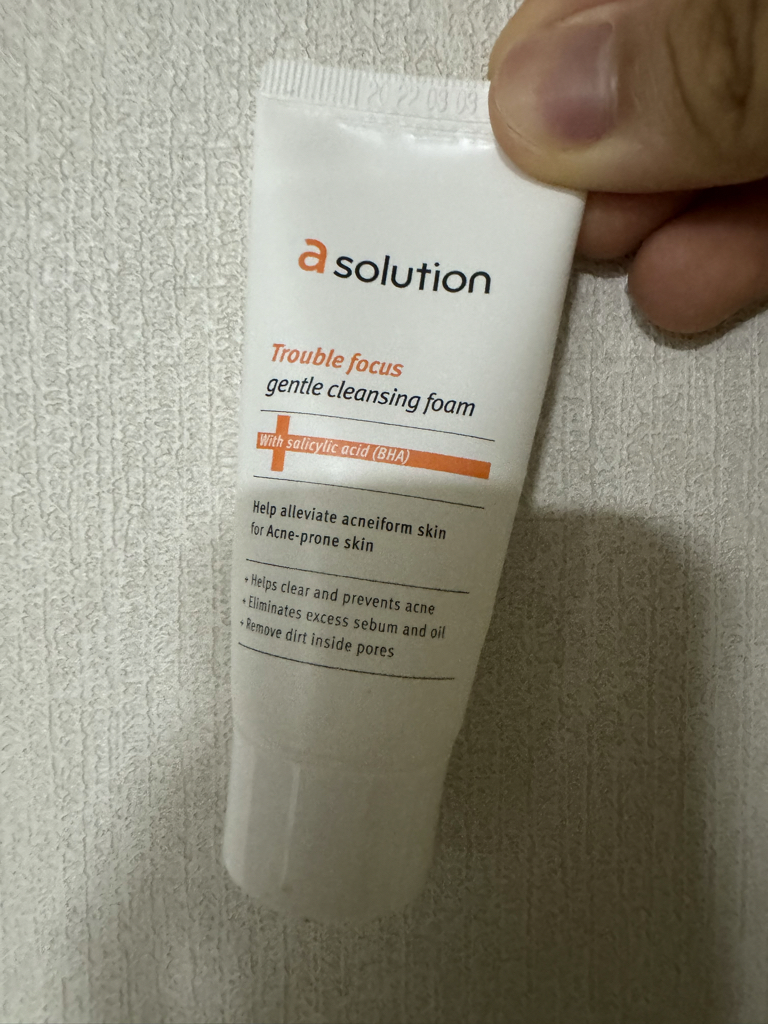 a solution
Trouble focus
gentle cleansing foam
With salicylic acid (BHA)
Help alleviate acneiform skin
for Acne-prone skin
+ Helps clear and prevents acne
+ Eliminates excess sebum and oil
+ Remove dirt inside pores